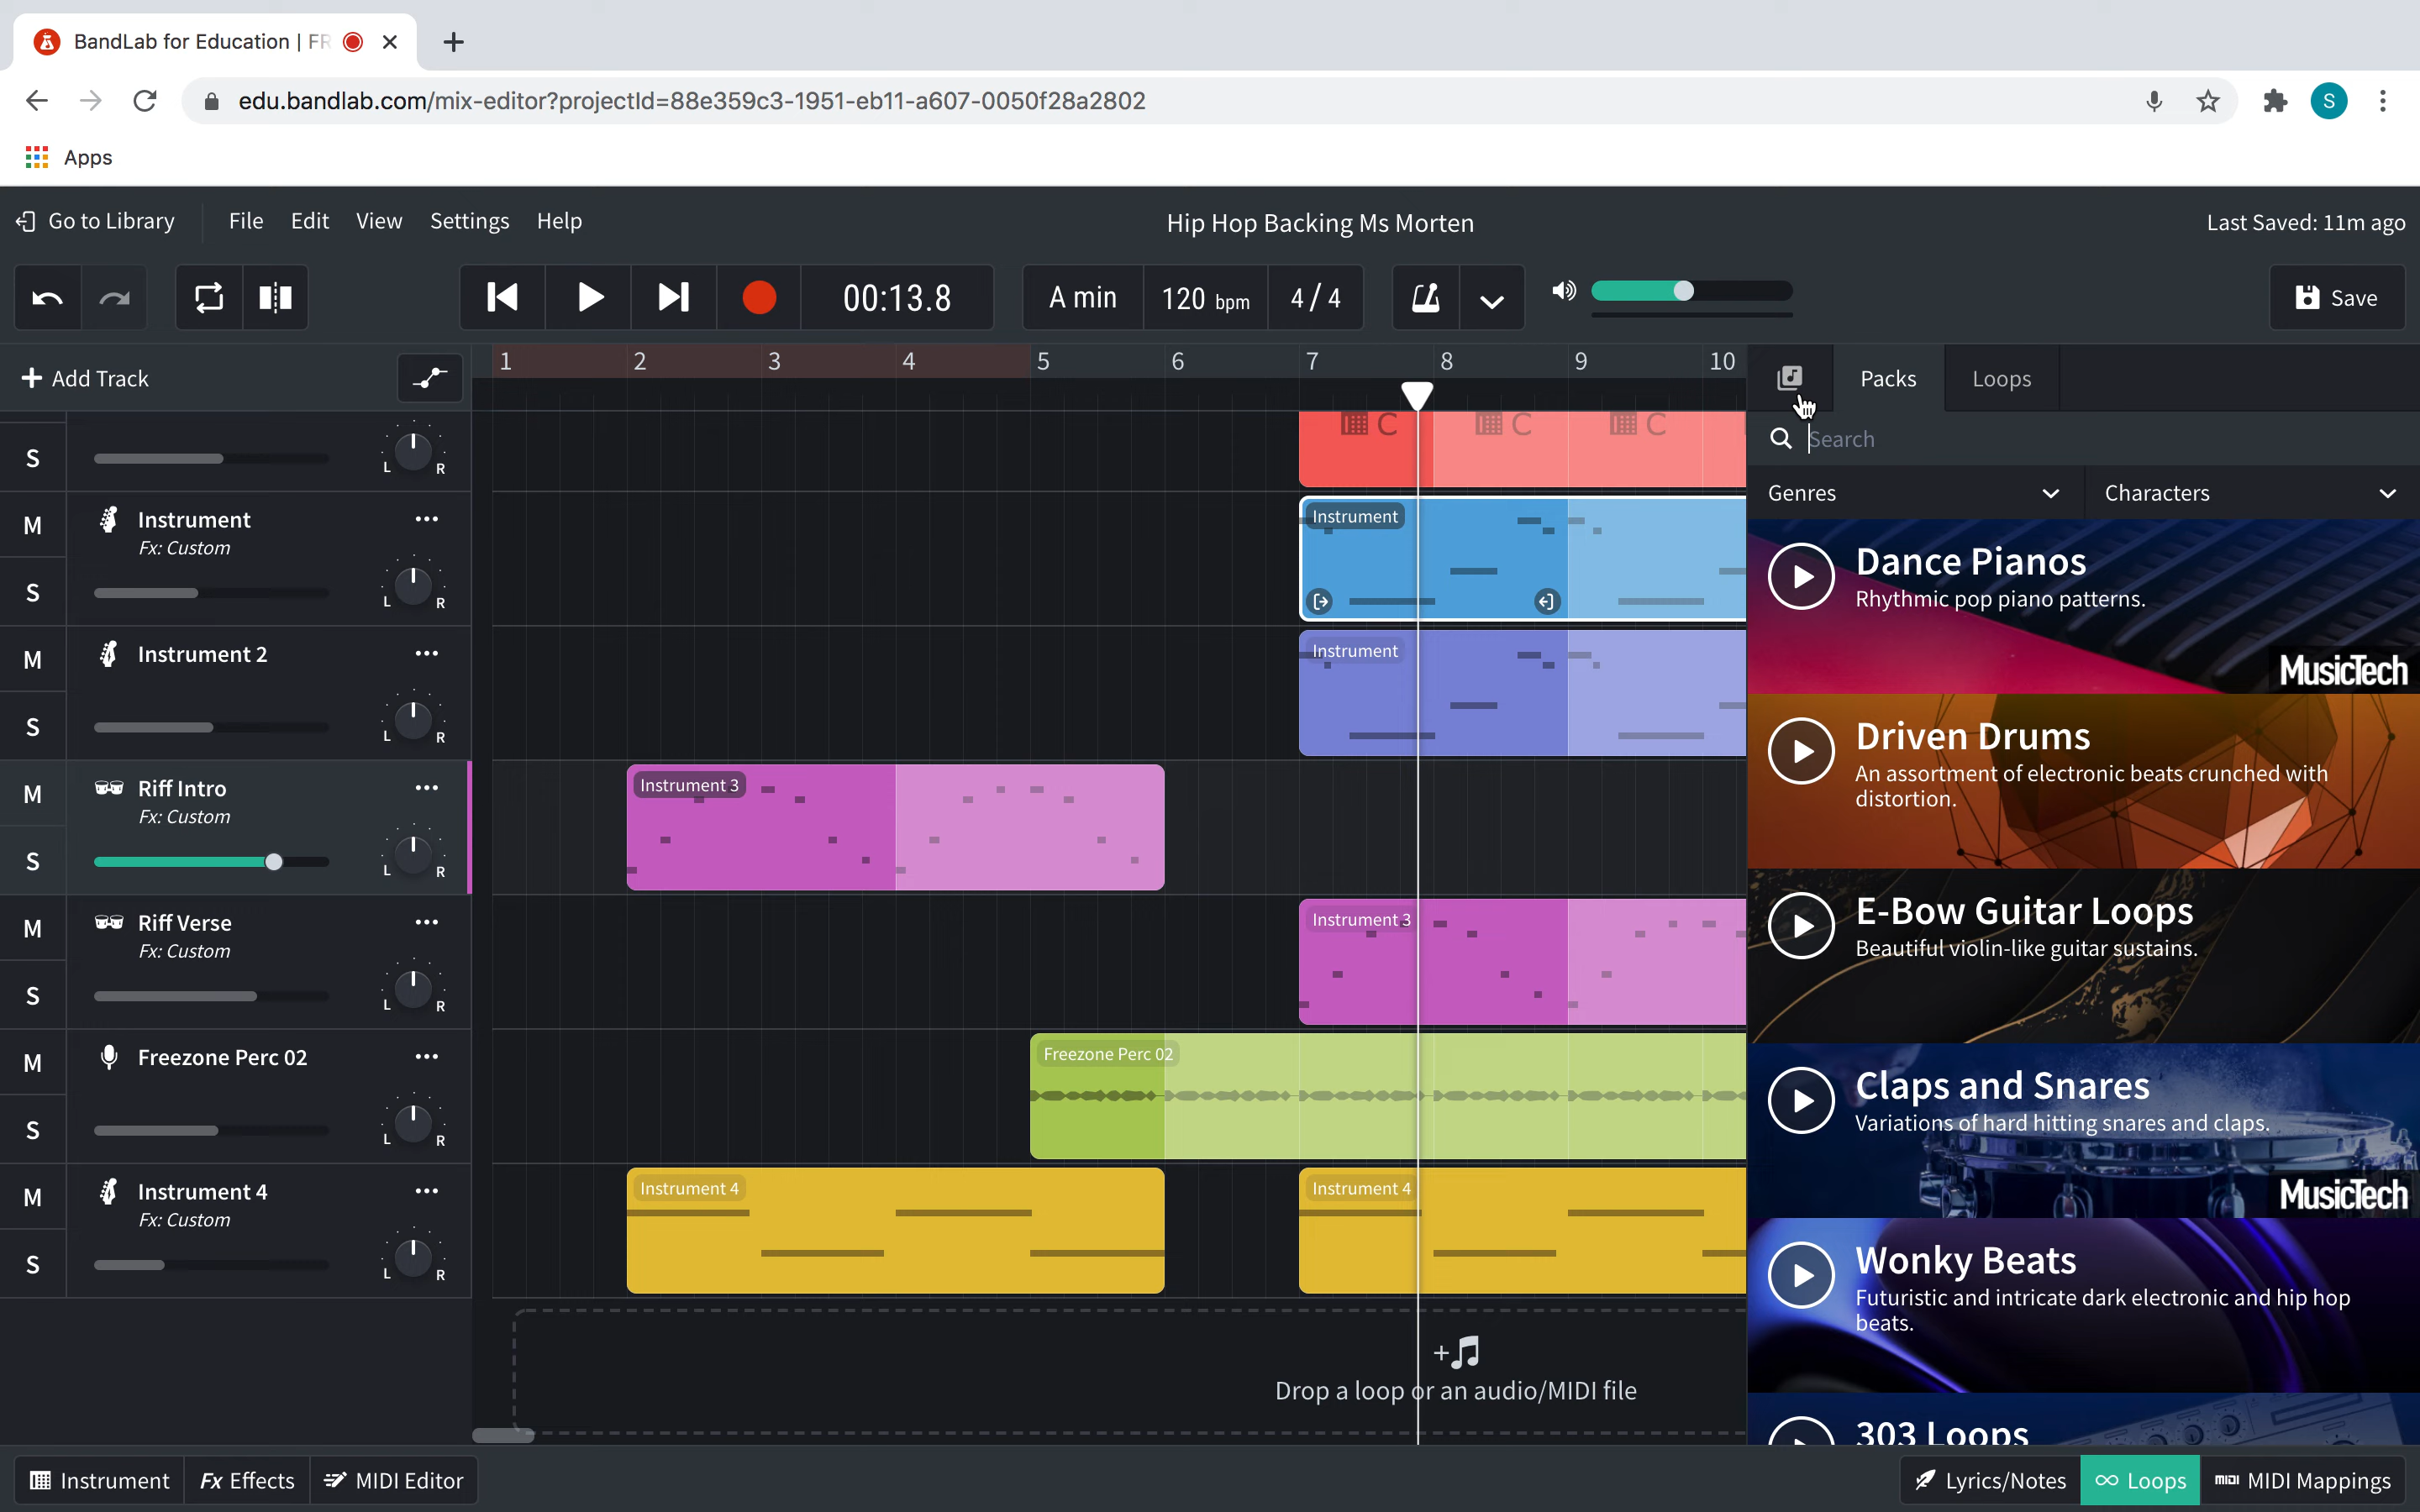 BandLab for Education | FR
edu.bandlab.com/mix-editor?projectId=88e359c3-1951-eb11-a607-0050f28a2802
S
Apps
Go to Library File Edit View Settings Help
Hip Hop Backing Ms Morten
Last Saved: 11m ago
00:13.8
A min
120 bpm
4 / 4
Save
Add Track
1 2 3 4 5 6 7 8 9 10
Packs
Loops
Search
Genres
Characters
S
L R
C C C
M
Instrument
Fx: Custom
S
L R
Instrument
M
Instrument 2
S
L R
Instrument
M
Riff Intro
Fx: Custom
S
L R
Instrument 3
M
Riff Verse
Fx: Custom
S
L R
Instrument 3
M
Freezone Perc 02
S
L R
Freezone Perc 02
M
Instrument 4
Fx: Custom
S
L R
Instrument 4
Instrument 4
Drop a loop or an audio/MIDI file
Dance Pianos
Rhythmic pop piano patterns.
MusicTech
Driven Drums
An assortment of electronic beats crunched with
distortion.
E-Bow Guitar Loops
Beautiful violin-like guitar sustains.
Claps and Snares
Variations of hard hitting snares and claps.
MusicTech
Wonky Beats
Futuristic and intricate dark electronic and hip hop
beats.
303 Loops
Instrument
Fx Effects
MIDI Editor
Lyrics/Notes
Loops
MIDI MIDI Mappings